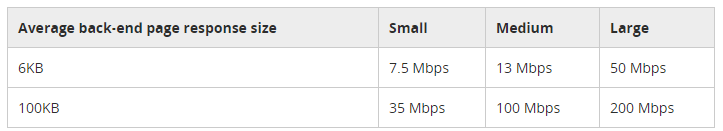 Average back-end page response size Small Medium Large
6KB 7.5 Mbps 13 Mbps 50 Mbps
100KB 35 Mbps 100 Mbps 200 Mbps